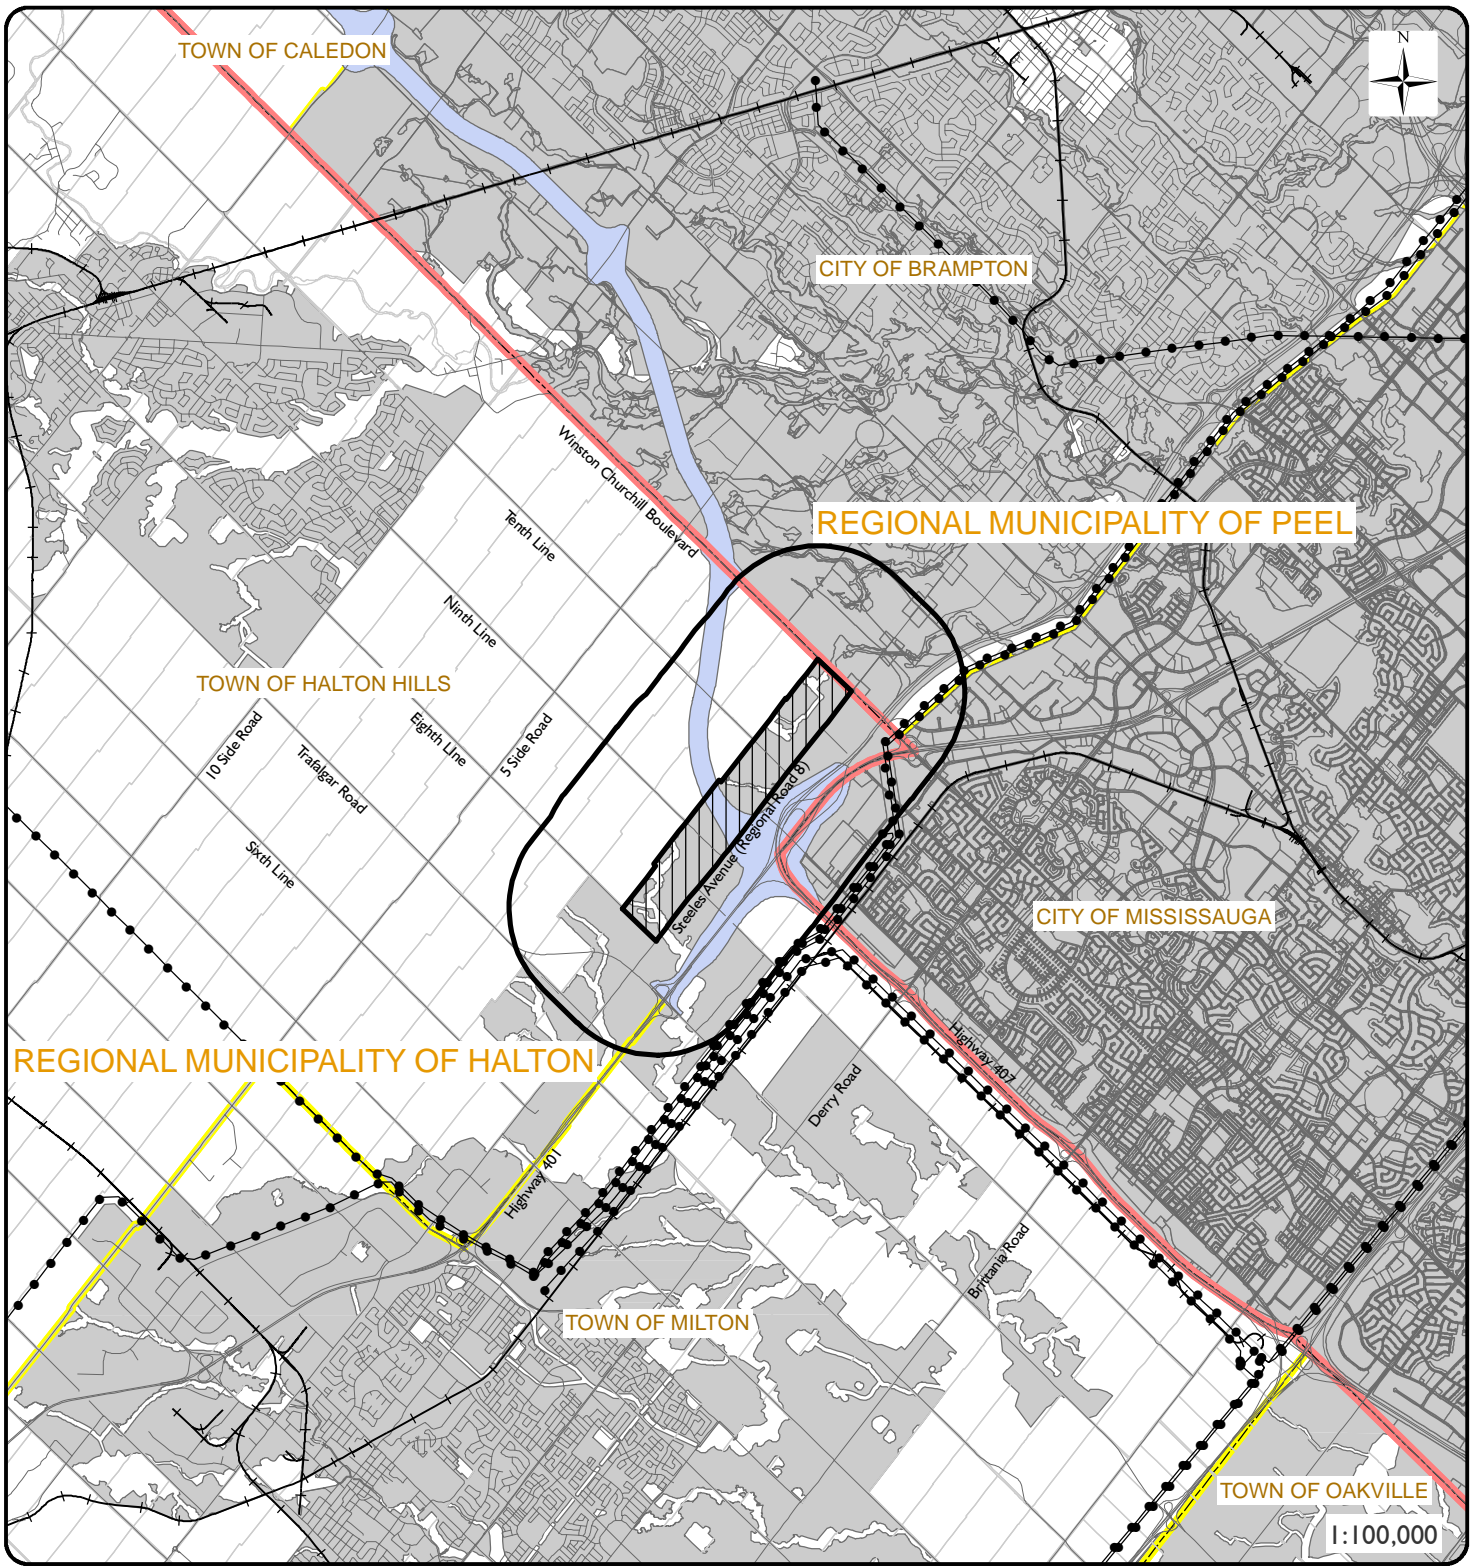 TOWN OF CALEDON
N
CITY OF BRAMPTON
Winston Churchill Boulevard
REGIONAL MUNICIPALITY OF PEEL
Tenth Line
Ninth Line
TOWN OF HALTON HILLS
10 Side Road
Trafalgar Road
Eighth LIne
5 Side Road
Sixth Line
Steeles Avenue (Regional Road 8)
CITY OF MISSISSAUGA
REGIONAL MUNICIPALITY OF HALTON
Highway 407
Derry Road
Highway 401
Brittania Road
TOWN OF MILTON
TOWN OF OAKVILLE
1:100,000